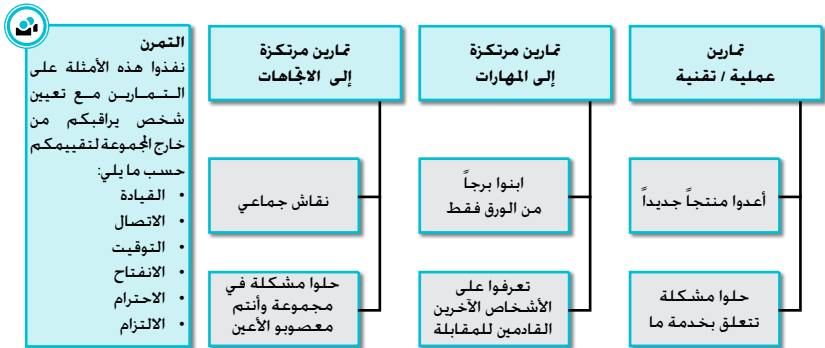 تمارين
عملية / تقنية
أعدوا منتجاً جديداً
حلوا مشكلة
تتعلق بخدمة ما
تمارين مرتكزة
إلى المهارات
ابنوا برجاً
من الورق فقط
تعرفوا على
الأشخاص الآخرين
القادمين للمقابلة
تمارين مرتكزة
إلى الاتجاهات
نقاش جماعي
حلوا مشكلة في
مجموعة وأنتم
معصوبو الأعين
التمرن
نفذوا هذه الأمثلة على
التمارين مع تعيين
شخص يراقبكم من
خارج المجموعة لتقييمكم
حسب ما يلي:
• القيادة
• الاتصال
• التوقيت
• الانفتاح
• الاحترام
• الالتزام